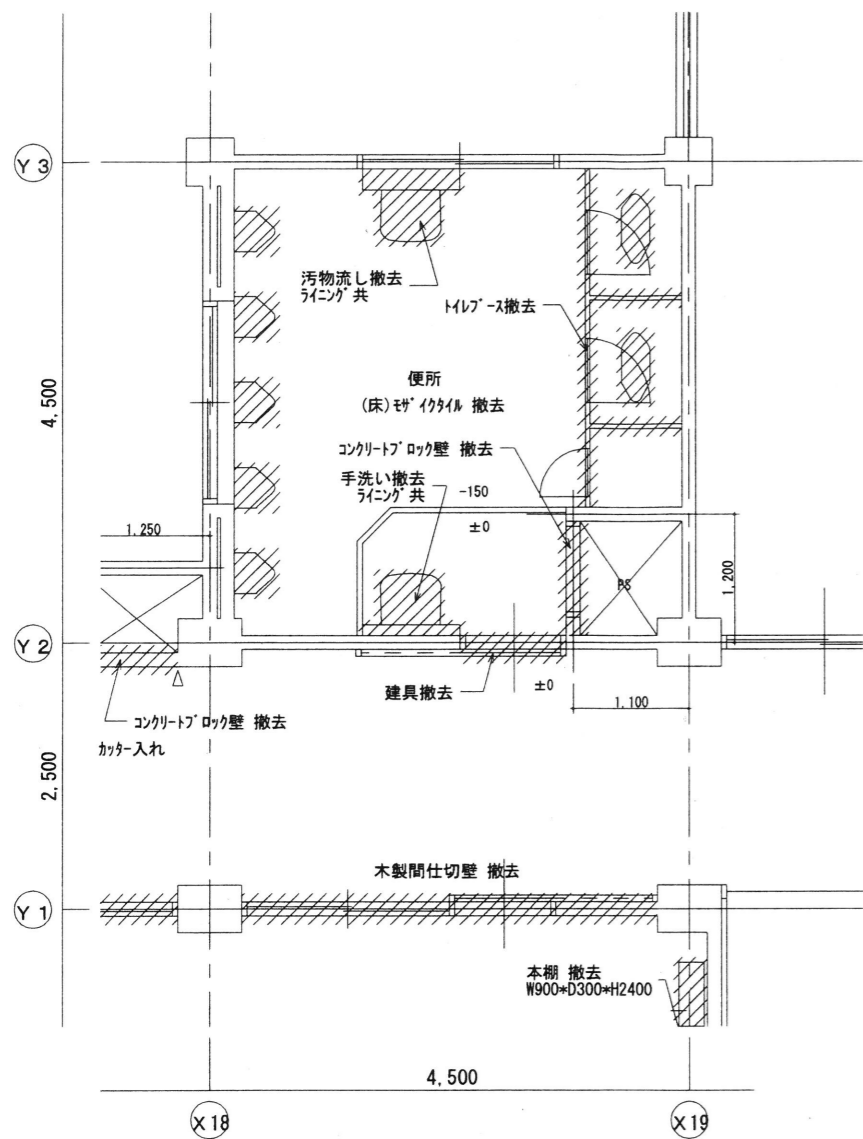 Y3
汚物流し撤去
ライニング共
トイレブース撤去
4,500
便所
(床)モザイクタイル 撤去
コンクリートブロック壁 撤去
手洗い撤去
ライニング共
-150
±0
1,250
PS
1,200
Y2
建具撤去
±0
1,100
コンクリートブロック壁 撤去
カッター入れ
2,500
木製間仕切壁 撤去
Y1
本棚 撤去
W900*D300*H2400
4,500
X18
X19